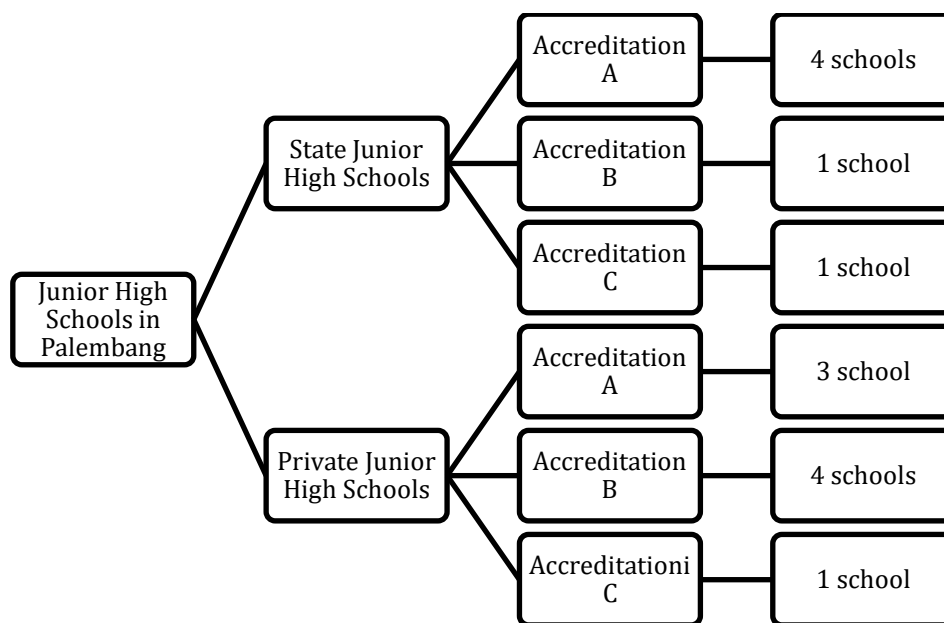 Junior High
Schools in
Palembang
State Junior
High Schools
Accreditation
A
4 schools
Accreditation
B
1 school
Accreditation
C
1 school
Private Junior
High Schools
Accreditation
A
3 school
Accreditation
B
4 schools
Accreditationi
C
1 school